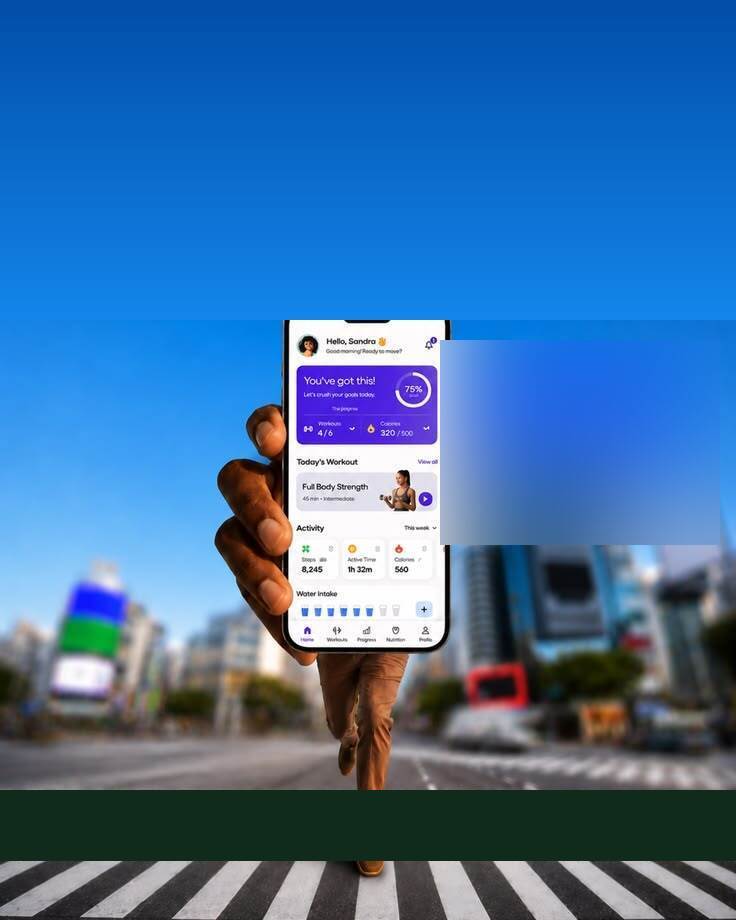 Hello, Sandra 👋
Good morning! Ready to move?
1
You've got this!
Let's crush your goals today.
75%
Workouts
4 / 6
Calories
320 / 500
Today's Workout
View all
Full Body Strength
45 min • Intermediate
Activity
This week
Steps
8,245
Active Time
1h 32m
Calories
560
Water Intake
+
Home
Workouts
Progress
Nutrition
Profile